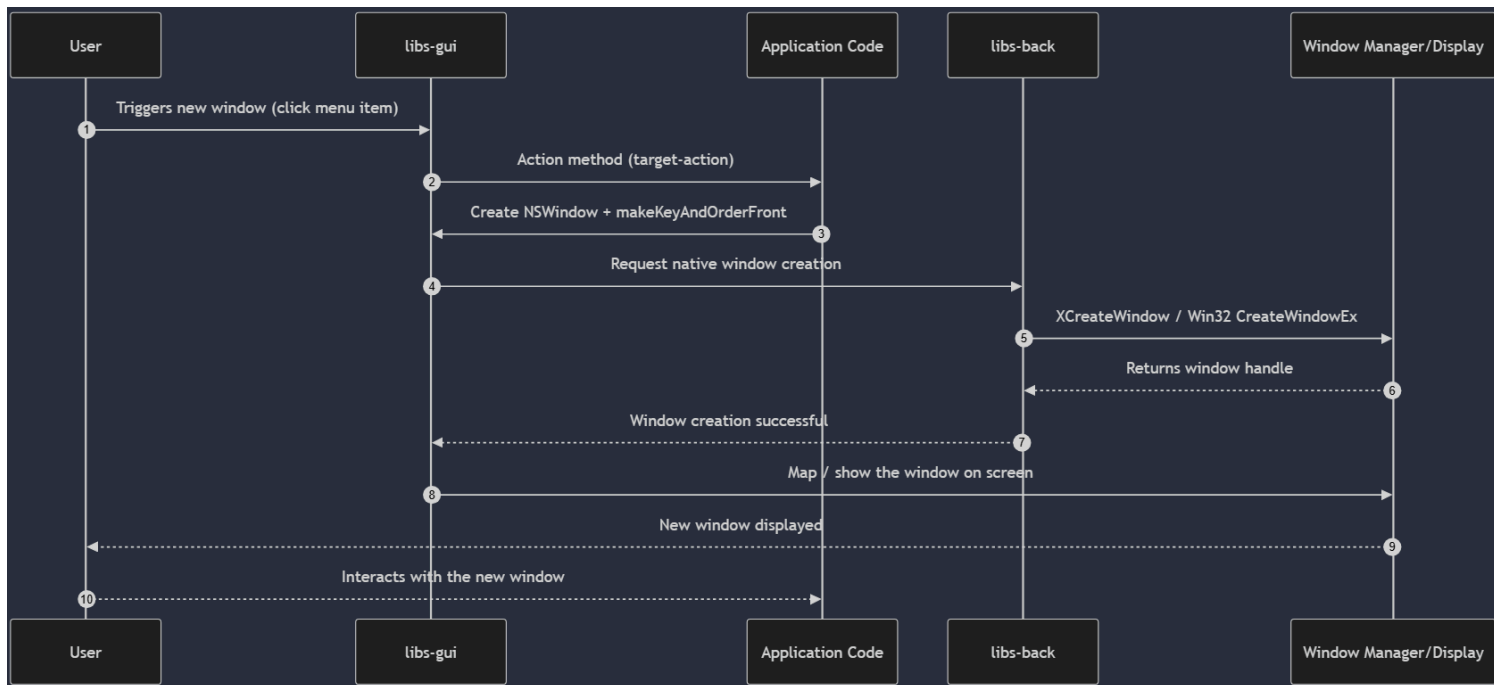 User
libs-gui
Application Code
libs-back
Window Manager/Display
Triggers new window (click menu item)
1
Action method (target-action)
2
Create NSWindow + makeKeyAndOrderFront
3
Request native window creation
4
XCreateWindow / Win32 CreateWindowEx
5
Returns window handle
6
Window creation successful
7
Map / show the window on screen
8
New window displayed
9
Interacts with the new window
10
User
libs-gui
Application Code
libs-back
Window Manager/Display